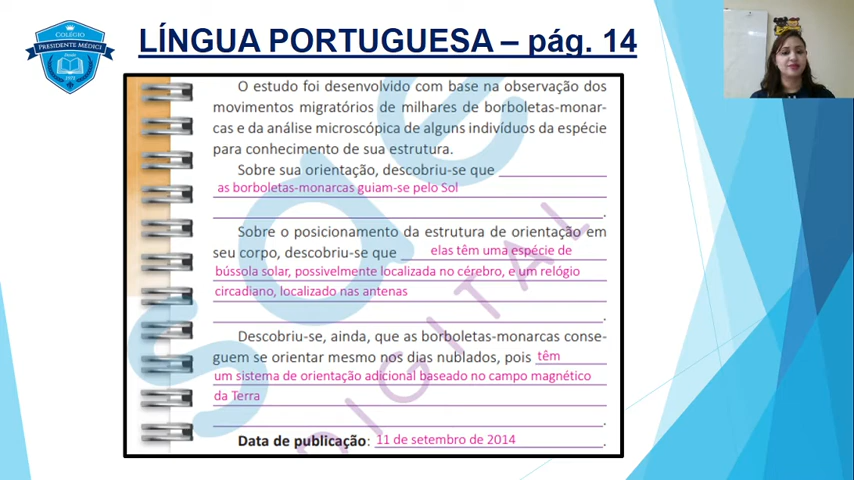 COLÉGIO
PRESIDENTE MÉDICI
LÍNGUA PORTUGUESA – pág. 14
O estudo foi desenvolvido com base na observação dos
movimentos migratórios de milhares de borboletas-monar-
cas e da análise microscópica de alguns indivíduos da espécie
para conhecimento de sua estrutura.
Sobre sua orientação, descobriu-se que
as borboletas-monarcas guiam-se pelo Sol
.
Sobre o posicionamento da estrutura de orientação em
seu corpo, descobriu-se que elas têm uma espécie de
bússola solar, possivelmente localizada no cérebro, e um relógio
circadiano, localizado nas antenas
.
Descobriu-se, ainda, que as borboletas-monarcas conse-
guem se orientar mesmo nos dias nublados, pois têm
um sistema de orientação adicional baseado no campo magnético
da Terra
.
Data de publicação: 11 de setembro de 2014.
sae
DIGITAL